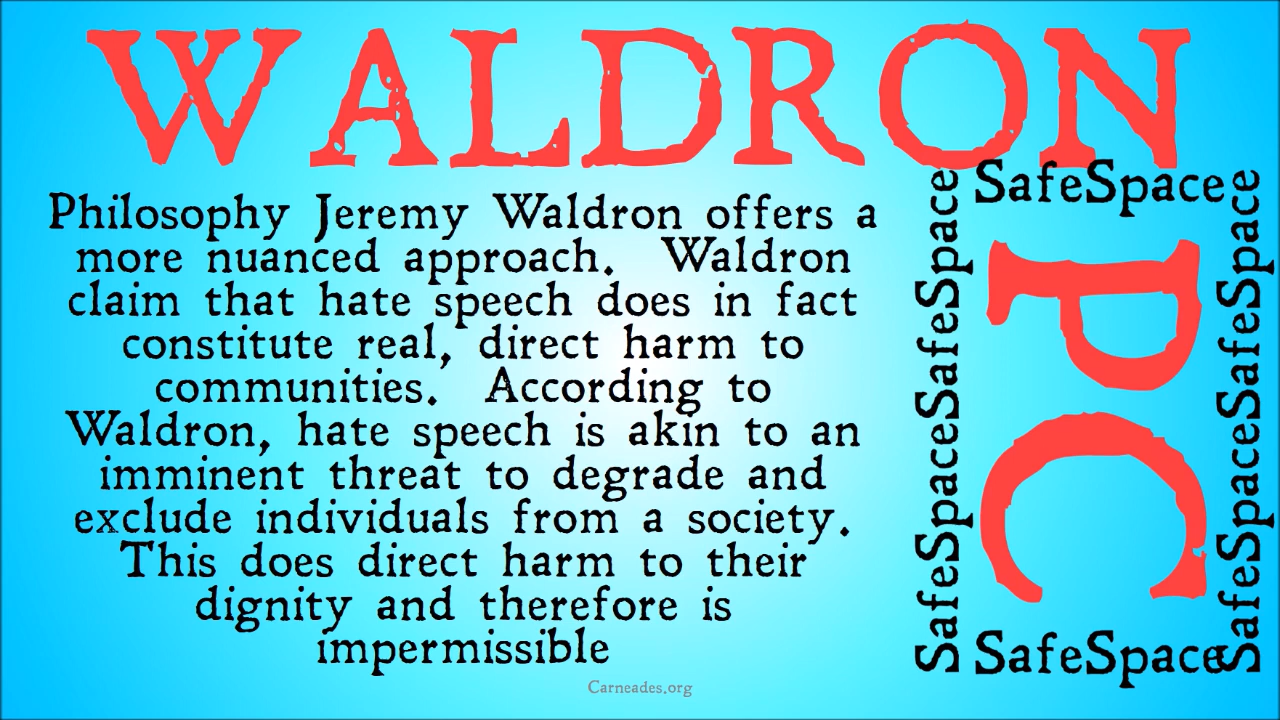 WALDRON
Philosophy Jeremy Waldron offers a
more nuanced approach. Waldron
claim that hate speech does in fact
constitute real, direct harm to
communities. According to
Waldron, hate speech is akin to an
imminent threat to degrade and
exclude individuals from a society.
This does direct harm to their
dignity and therefore is
impermissible
SafeSpace
SafeSpaceSafeSpace
PC
SafeSpaceSafeSpace
SafeSpace
Carneades.org